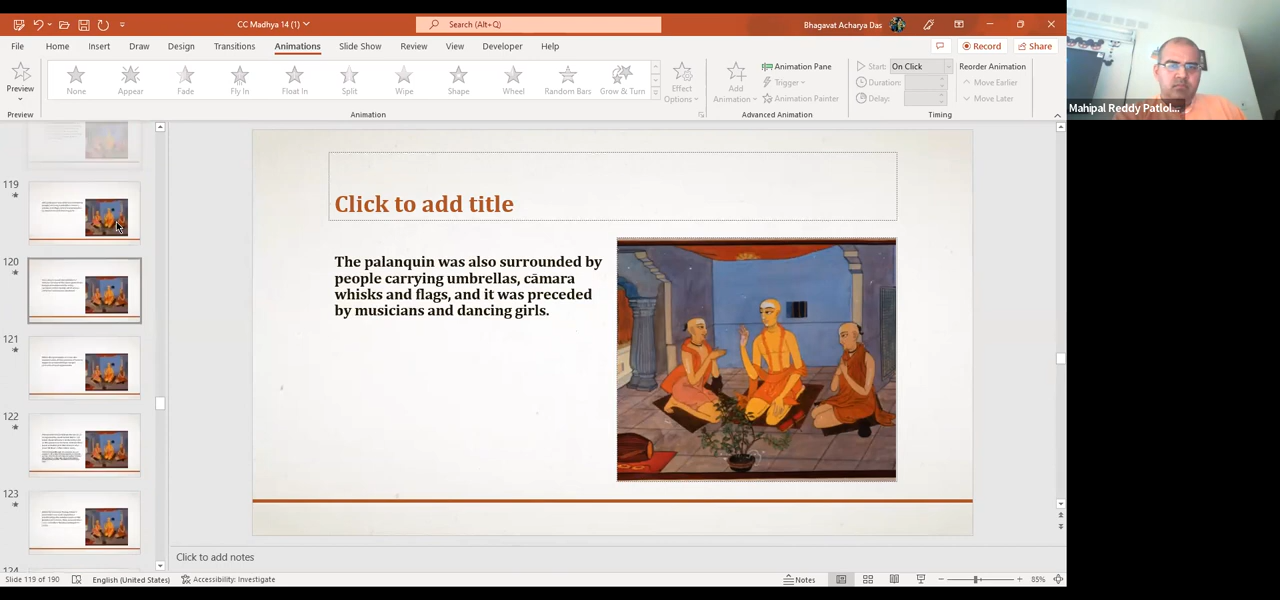 CC Madhya 14 (1)
Search (Alt+Q)
Bhagavat Acharya Das
File Home Insert Draw Design Transitions Animations Slide Show Review View Developer Help
Record Share
Preview
None Appear Fade Fly In Float In Split Wipe Shape Wheel Random Bars Grow & Turn
Effect Options
Add Animation
Animation Pane
Trigger
Animation Painter
Start: On Click
Duration:
Delay:
Reorder Animation
Move Earlier
Move Later
Preview Animation Advanced Animation Timing
Mahipal Reddy Patlol...
119
120
121
122
123
Click to add title
The palanquin was also surrounded by
people carrying umbrellas, cāmara
whisks and flags, and it was preceded
by musicians and dancing girls.
Click to add notes
Slide 119 of 190 English (United States) Accessibility: Investigate Notes 85%